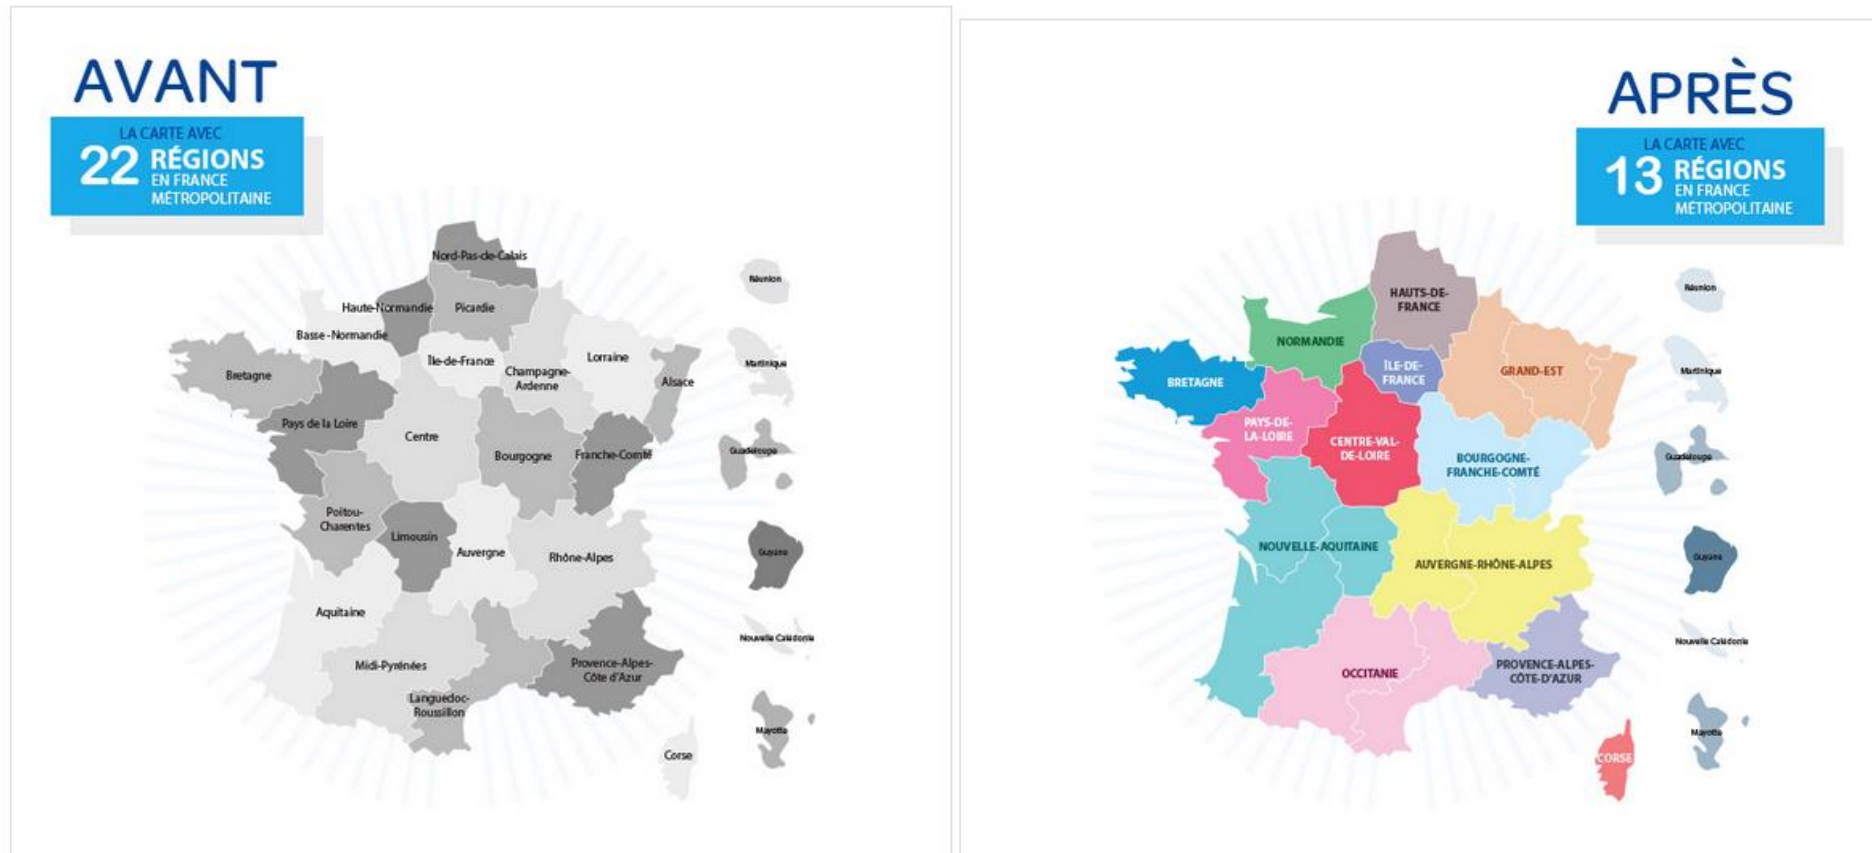 AVANT
LA CARTE AVEC
22 RÉGIONS
EN FRANCE
MÉTROPOLITAINE
Nord-Pas-de-Calais
Haute-Normandie
Picardie
Basse-Normandie
Île-de-France
Lorraine
Champagne-
Ardenne
Bretagne
Alsace
Pays de la Loire
Centre
Bourgogne
Franche-Comté
Poitou-
Charentes
Limousin
Auvergne
Rhône-Alpes
Aquitaine
Midi-Pyrénées
Provence-Alpes-
Côte d'Azur
Languedoc-
Roussillon
Corse
Réunion
Martinique
Guadeloupe
Guyane
Nouvelle Calédonie
Mayotte
APRÈS
LA CARTE AVEC
13 RÉGIONS
EN FRANCE
MÉTROPOLITAINE
HAUTS-DE-
FRANCE
NORMANDIE
ÎLE-DE-
FRANCE
GRAND-EST
BRETAGNE
PAYS-DE-
LA-LOIRE
CENTRE-VAL-
DE-LOIRE
BOURGOGNE-
FRANCHE-COMTÉ
NOUVELLE-AQUITAINE
AUVERGNE-RHÔNE-ALPES
OCCITANIE
PROVENCE-ALPES-
CÔTE-D'AZUR
CORSE
Réunion
Martinique
Guadeloupe
Guyane
Nouvelle Calédonie
Mayotte